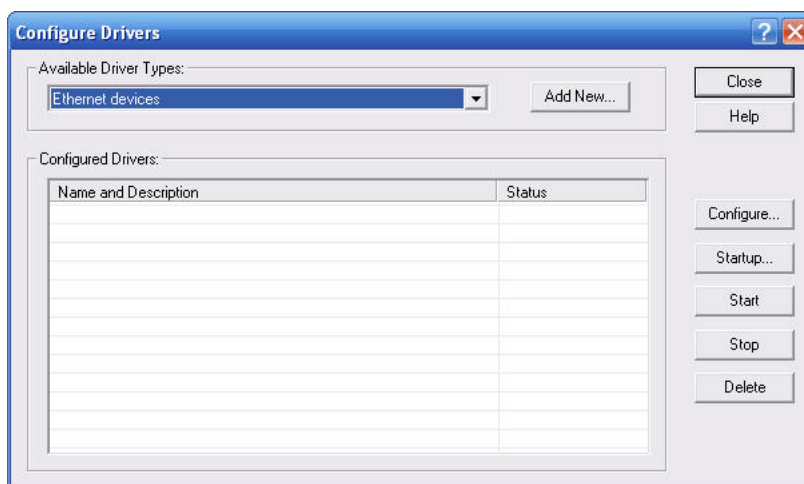 Configure Drivers
Available Driver Types:
Ethernet devices
Add New...
Close
Help
Configured Drivers:
Name and Description
Status
Configure...
Startup...
Start
Stop
Delete